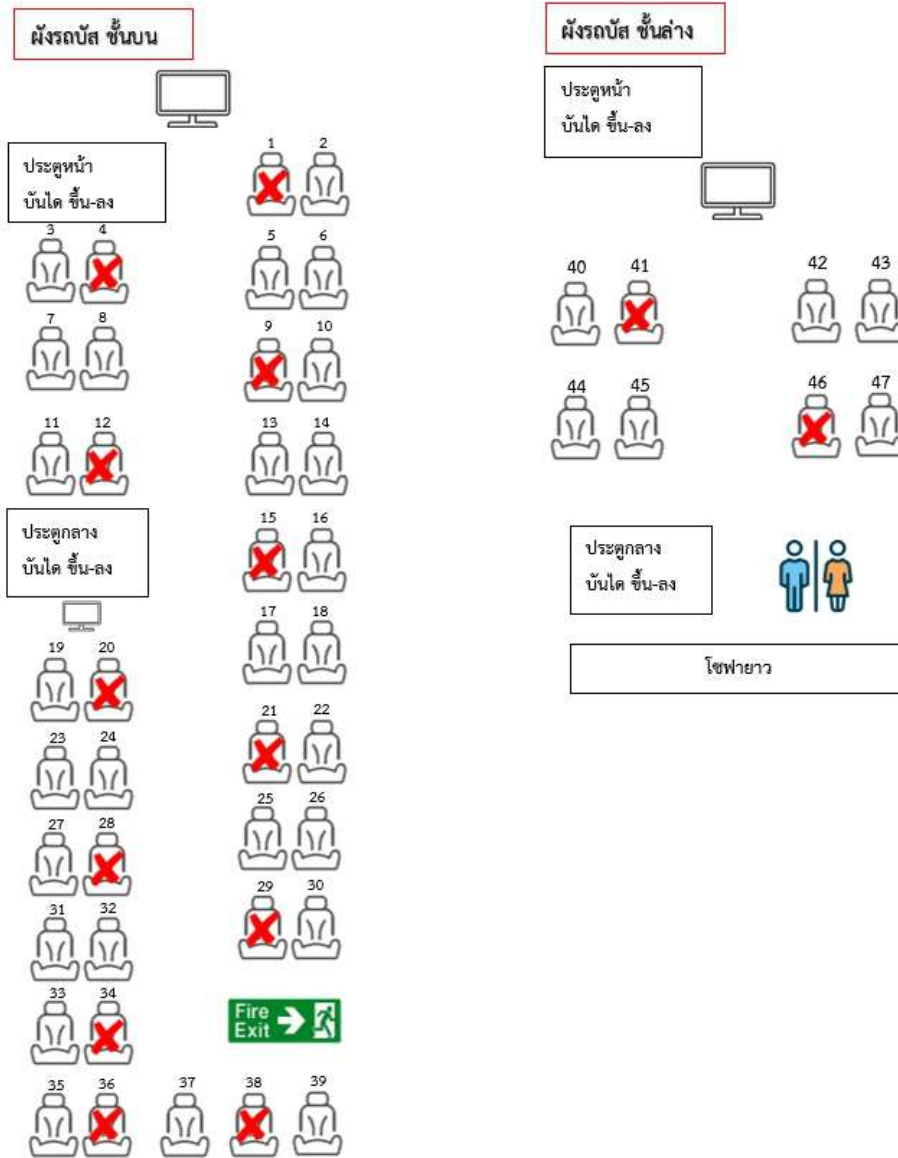 ผังรถบัส ชั้นบน
ประตูหน้า
บันได ขึ้น-ลง
1 2
3 4
5 6
7 8
9 10
11 12
13 14
ประตูกลาง
บันได ขึ้น-ลง
15 16
17 18
19 20
21 22
23 24
25 26
27 28
29 30
31 32
33 34
Fire
Exit
35 36 37 38 39
ผังรถบัส ชั้นล่าง
ประตูหน้า
บันได ขึ้น-ลง
40 41 42 43
44 45 46 47
ประตูกลาง
บันได ขึ้น-ลง
โซฟายาว